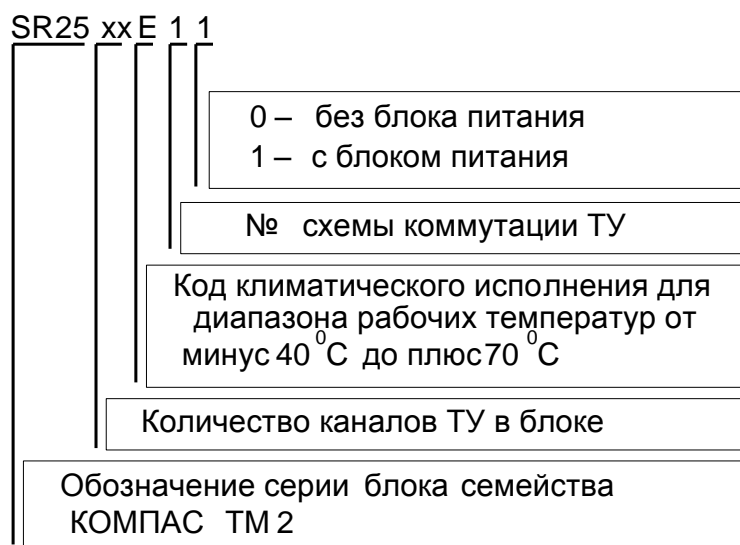 SR25 xx E 1 1
0 – без блока питания
1 – с блоком питания
№ схемы коммутации ТУ
Код климатического исполнения для
диапазона рабочих температур от
минус 40 ⁰С до плюс 70 ⁰С
Количество каналов ТУ в блоке
Обозначение серии блока семейства
КОМПАС ТМ 2